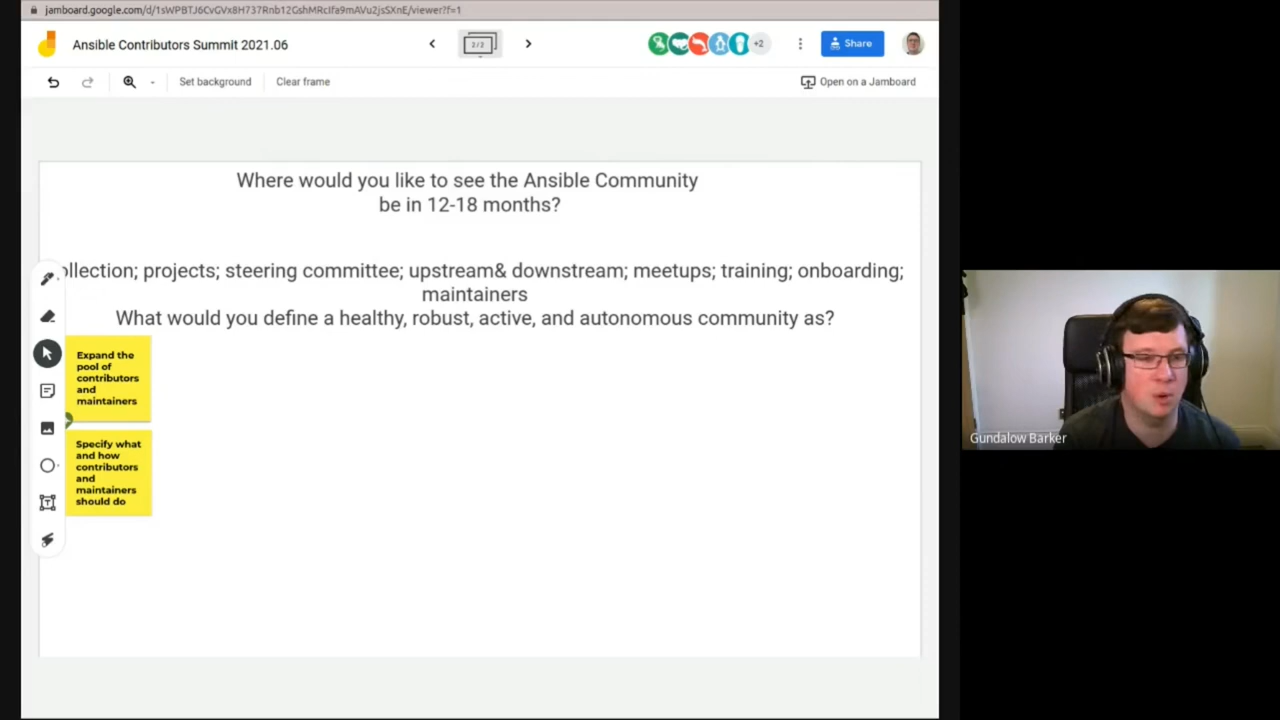 jamboard.google.com/d/1sWPBTJ6CvGVx8H737Rnb12GshMRcIfa9mAVu2jsSXnE/viewer?f=1
Ansible Contributors Summit 2021.06
2/2
+2
Share
Set background
Clear frame
Open on a Jamboard
Where would you like to see the Ansible Community
be in 12-18 months?
ollection; projects; steering committee; upstream& downstream; meetups; training; onboarding;
maintainers
What would you define a healthy, robust, active, and autonomous community as?
Expand the
pool of
contributors
and
maintainers
Specify what
and how
contributors
and
maintainers
should do
Gundalow Barker